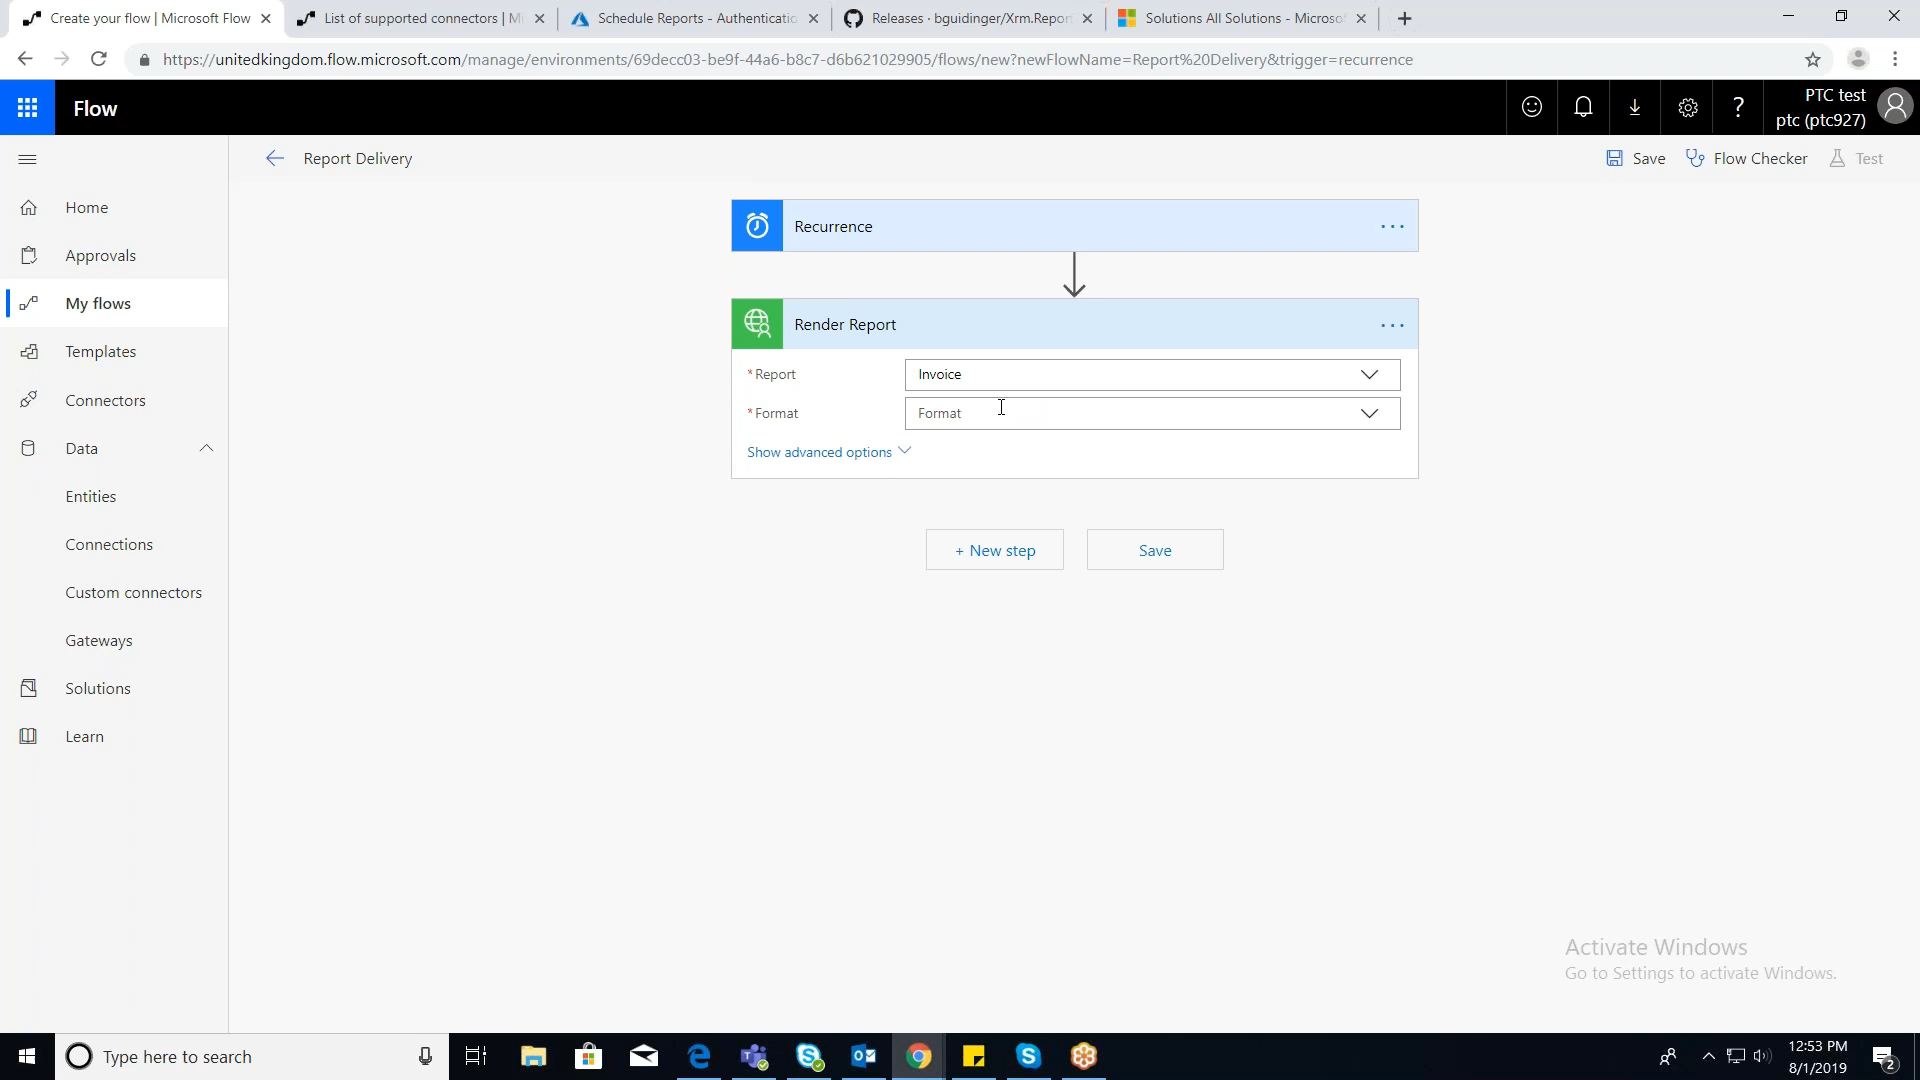 Create your flow | Microsoft Flow
List of supported connectors | Mi
Schedule Reports - Authenticatio
Releases · bguidinger/Xrm.Report
Solutions All Solutions - Microsof
https://unitedkingdom.flow.microsoft.com/manage/environments/69decc03-be9f-44a6-b8c7-d6b621029905/flows/new?newFlowName=Report%20Delivery&trigger=recurrence
Flow
?
PTC test
ptc (ptc927)
Report Delivery
Save
Flow Checker
Test
Home
Approvals
My flows
Templates
Connectors
Data
Entities
Connections
Custom connectors
Gateways
Solutions
Learn
Recurrence
...
Render Report
...
* Report
Invoice
* Format
Format
Show advanced options
+ New step
Save
Activate Windows
Go to Settings to activate Windows.
Type here to search
12:53 PM
8/1/2019
2